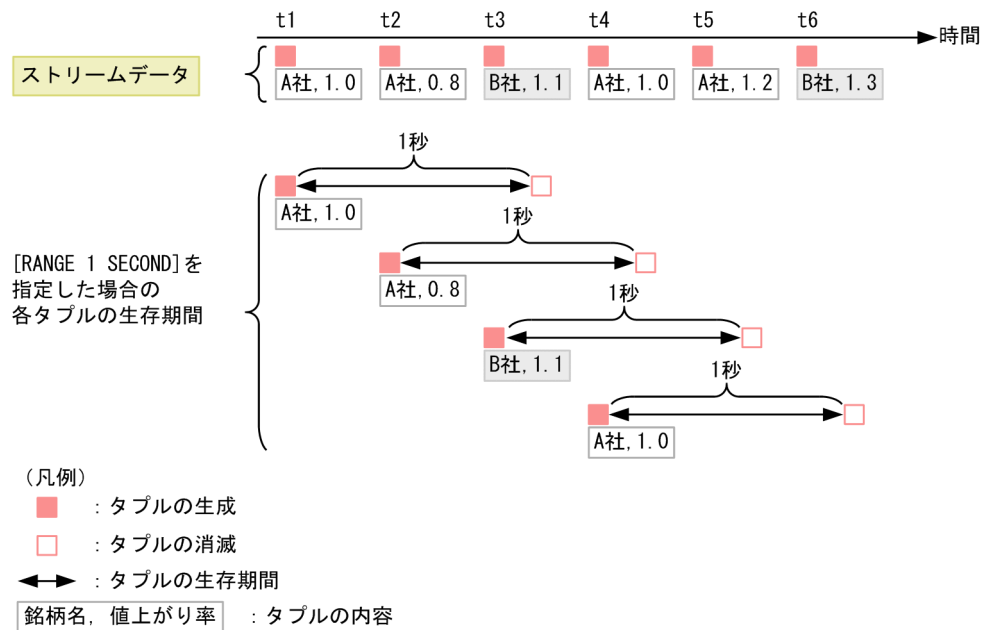 t1 t2 t3 t4 t5 t6
時間
ストリームデータ
A社,1.0 A社,0.8 B社,1.1 A社,1.0 A社,1.2 B社,1.3
1秒
A社,1.0
1秒
A社,0.8
[RANGE 1 SECOND]を
指定した場合の
各タプルの生存期間
1秒
B社,1.1
1秒
A社,1.0
(凡例)
:タプルの生成
:タプルの消滅
:タプルの生存期間
銘柄名, 値上がり率 :タプルの内容